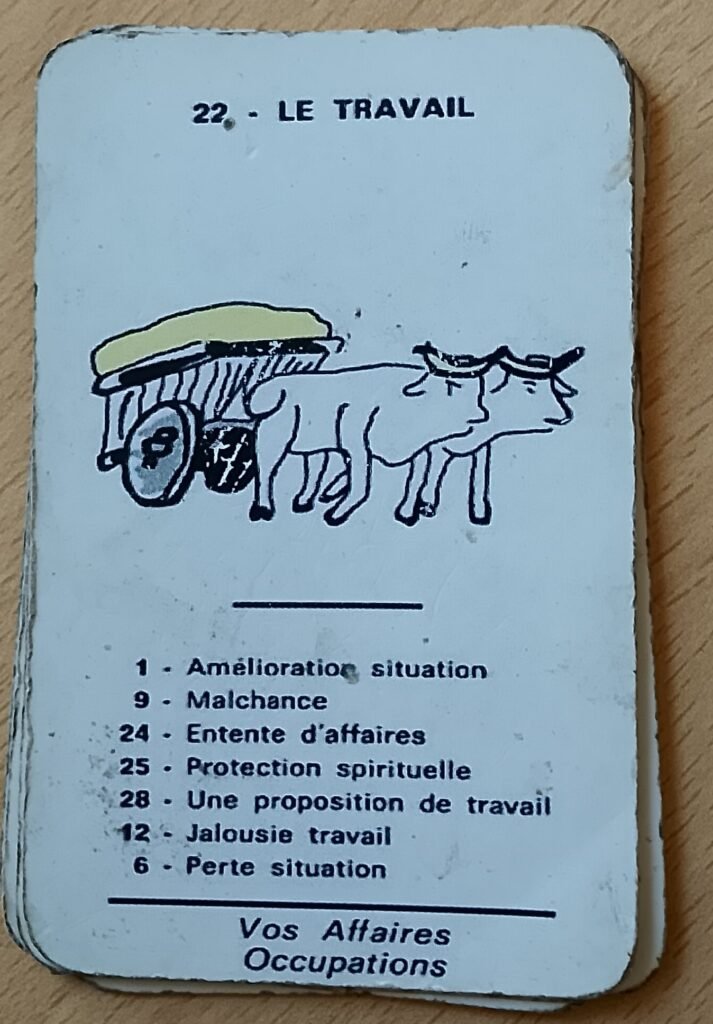 22 - LE TRAVAIL
1 - Amélioration situation
9 - Malchance
24 - Entente d'affaires
25 - Protection spirituelle
28 - Une proposition de travail
12 - Jalousie travail
6 - Perte situation
Vos Affaires
Occupations